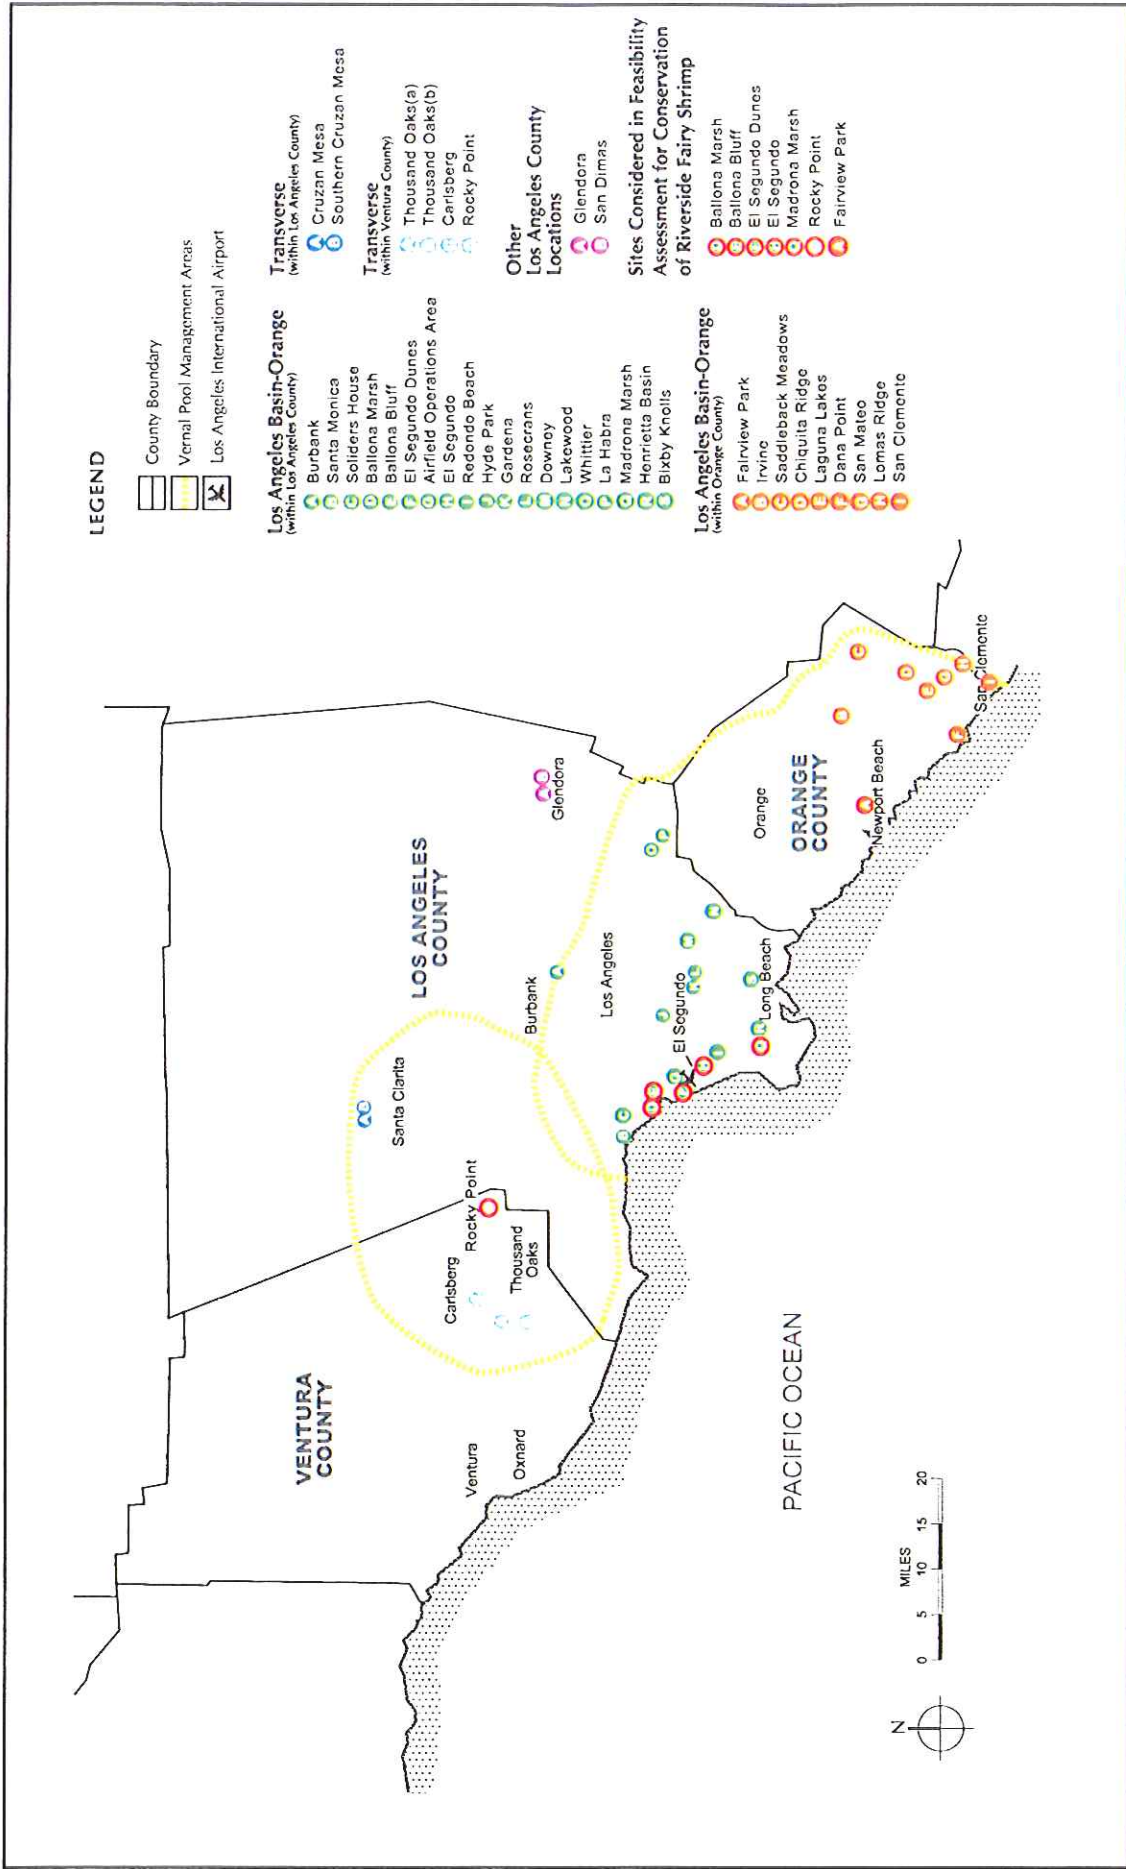 LEGEND
County Boundary
Vernal Pool Management Areas
Los Angeles International Airport
Los Angeles Basin-Orange
(within Los Angeles County)
Burbank
Santa Monica
Soliders House
Ballona Marsh
Ballona Bluff
El Segundo Dunes
Airfield Operations Area
El Segundo
Redondo Beach
Hyde Park
Gardena
Rosecrans
Downey
Lakewood
Whittier
La Habra
Madrona Marsh
Henrietta Basin
Bixby Knolls
Los Angeles Basin-Orange
(within Orange County)
Fairview Park
Irvine
Saddleback Meadows
Chiquita Ridge
Laguna Lakes
Dana Point
San Mateo
Lomas Ridge
San Clemente
Transverse
(within Los Angeles County)
Cruzan Mesa
Southern Cruzan Mesa
Transverse
(within Ventura County)
Thousand Oaks(a)
Thousand Oaks(b)
Carlsberg
Rocky Point
Other
Los Angeles County
Locations
Glendora
San Dimas
Sites Considered in Feasibility
Assessment for Conservation
of Riverside Fairy Shrimp
Ballona Marsh
Ballona Bluff
El Segundo Dunes
El Segundo
Madrona Marsh
Rocky Point
Fairview Park
VENTURA
COUNTY
LOS ANGELES
COUNTY
ORANGE
COUNTY
Santa Clarita
Carlsberg
Rocky Point
Thousand
Oaks
Ventura
Oxnard
Burbank
Glendora
Los Angeles
El Segundo
Long Beach
Orange
Newport Beach
San Clemente
PACIFIC OCEAN
N
MILES
0 5 10 15 20